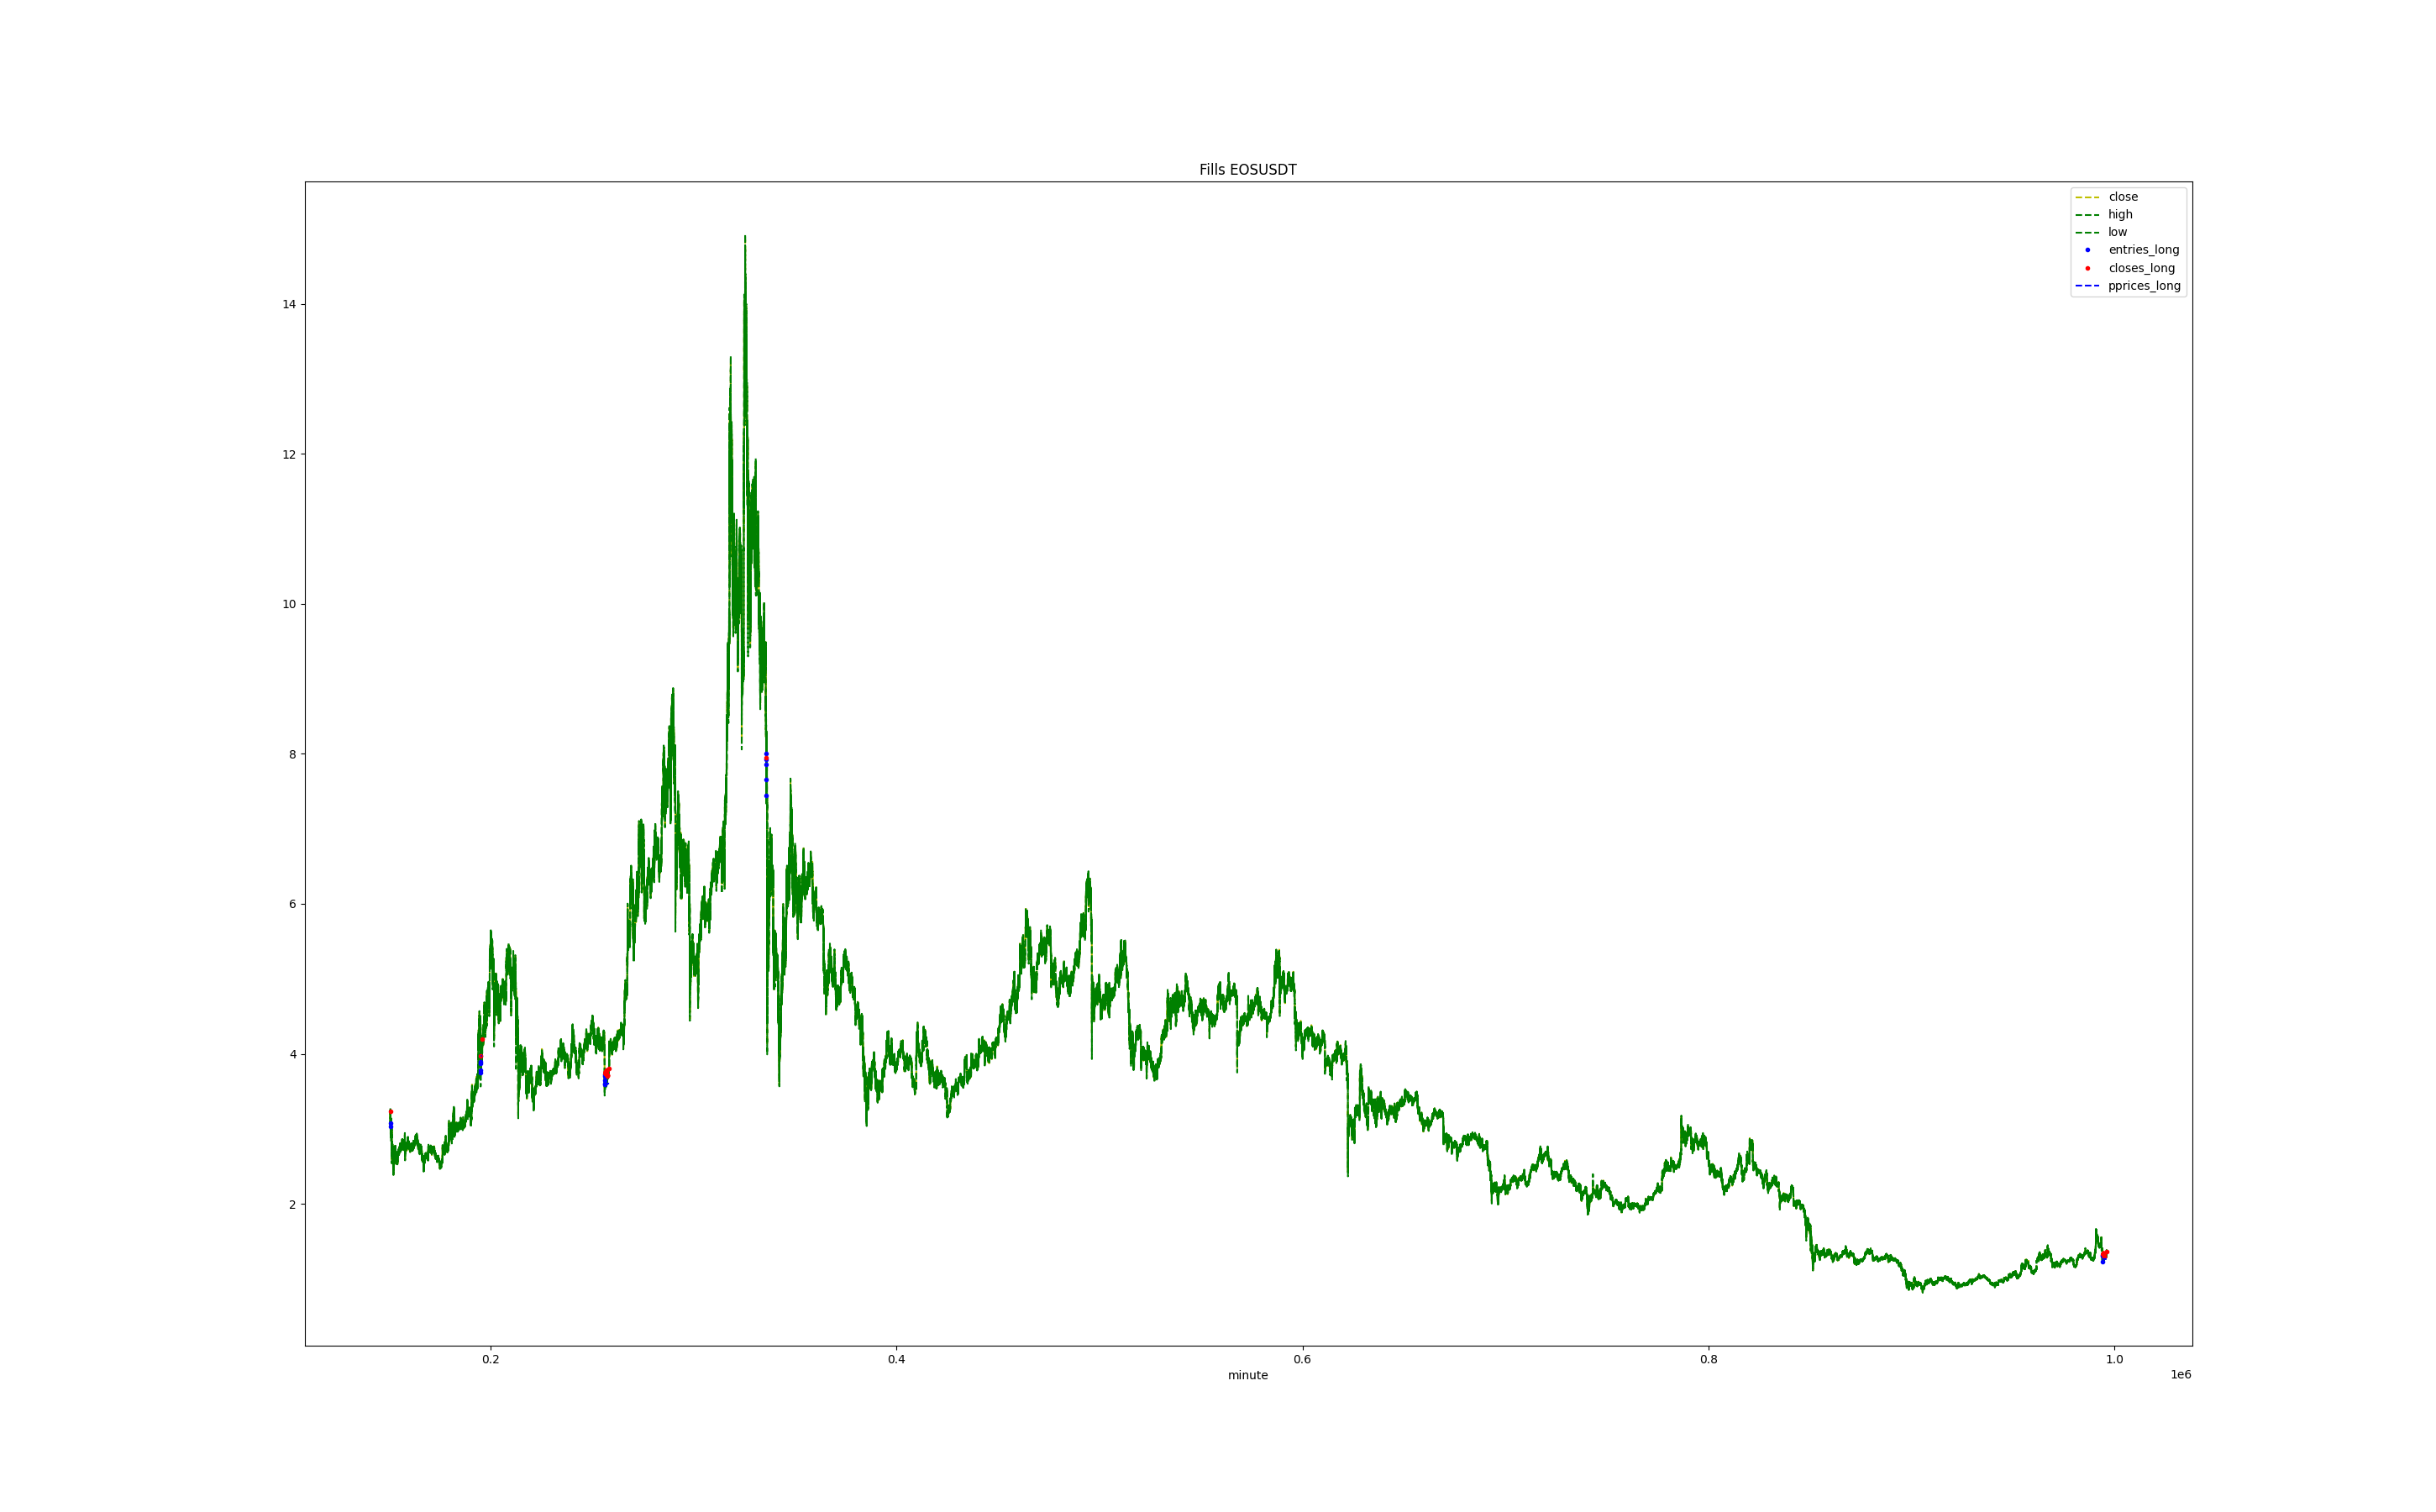 Fills EOSUSDT
close
high
low
entries_long
closes_long
pprices_long
14
12
10
8
6
4
2
0.2 0.4 0.6 0.8 1.0
minute 1e6